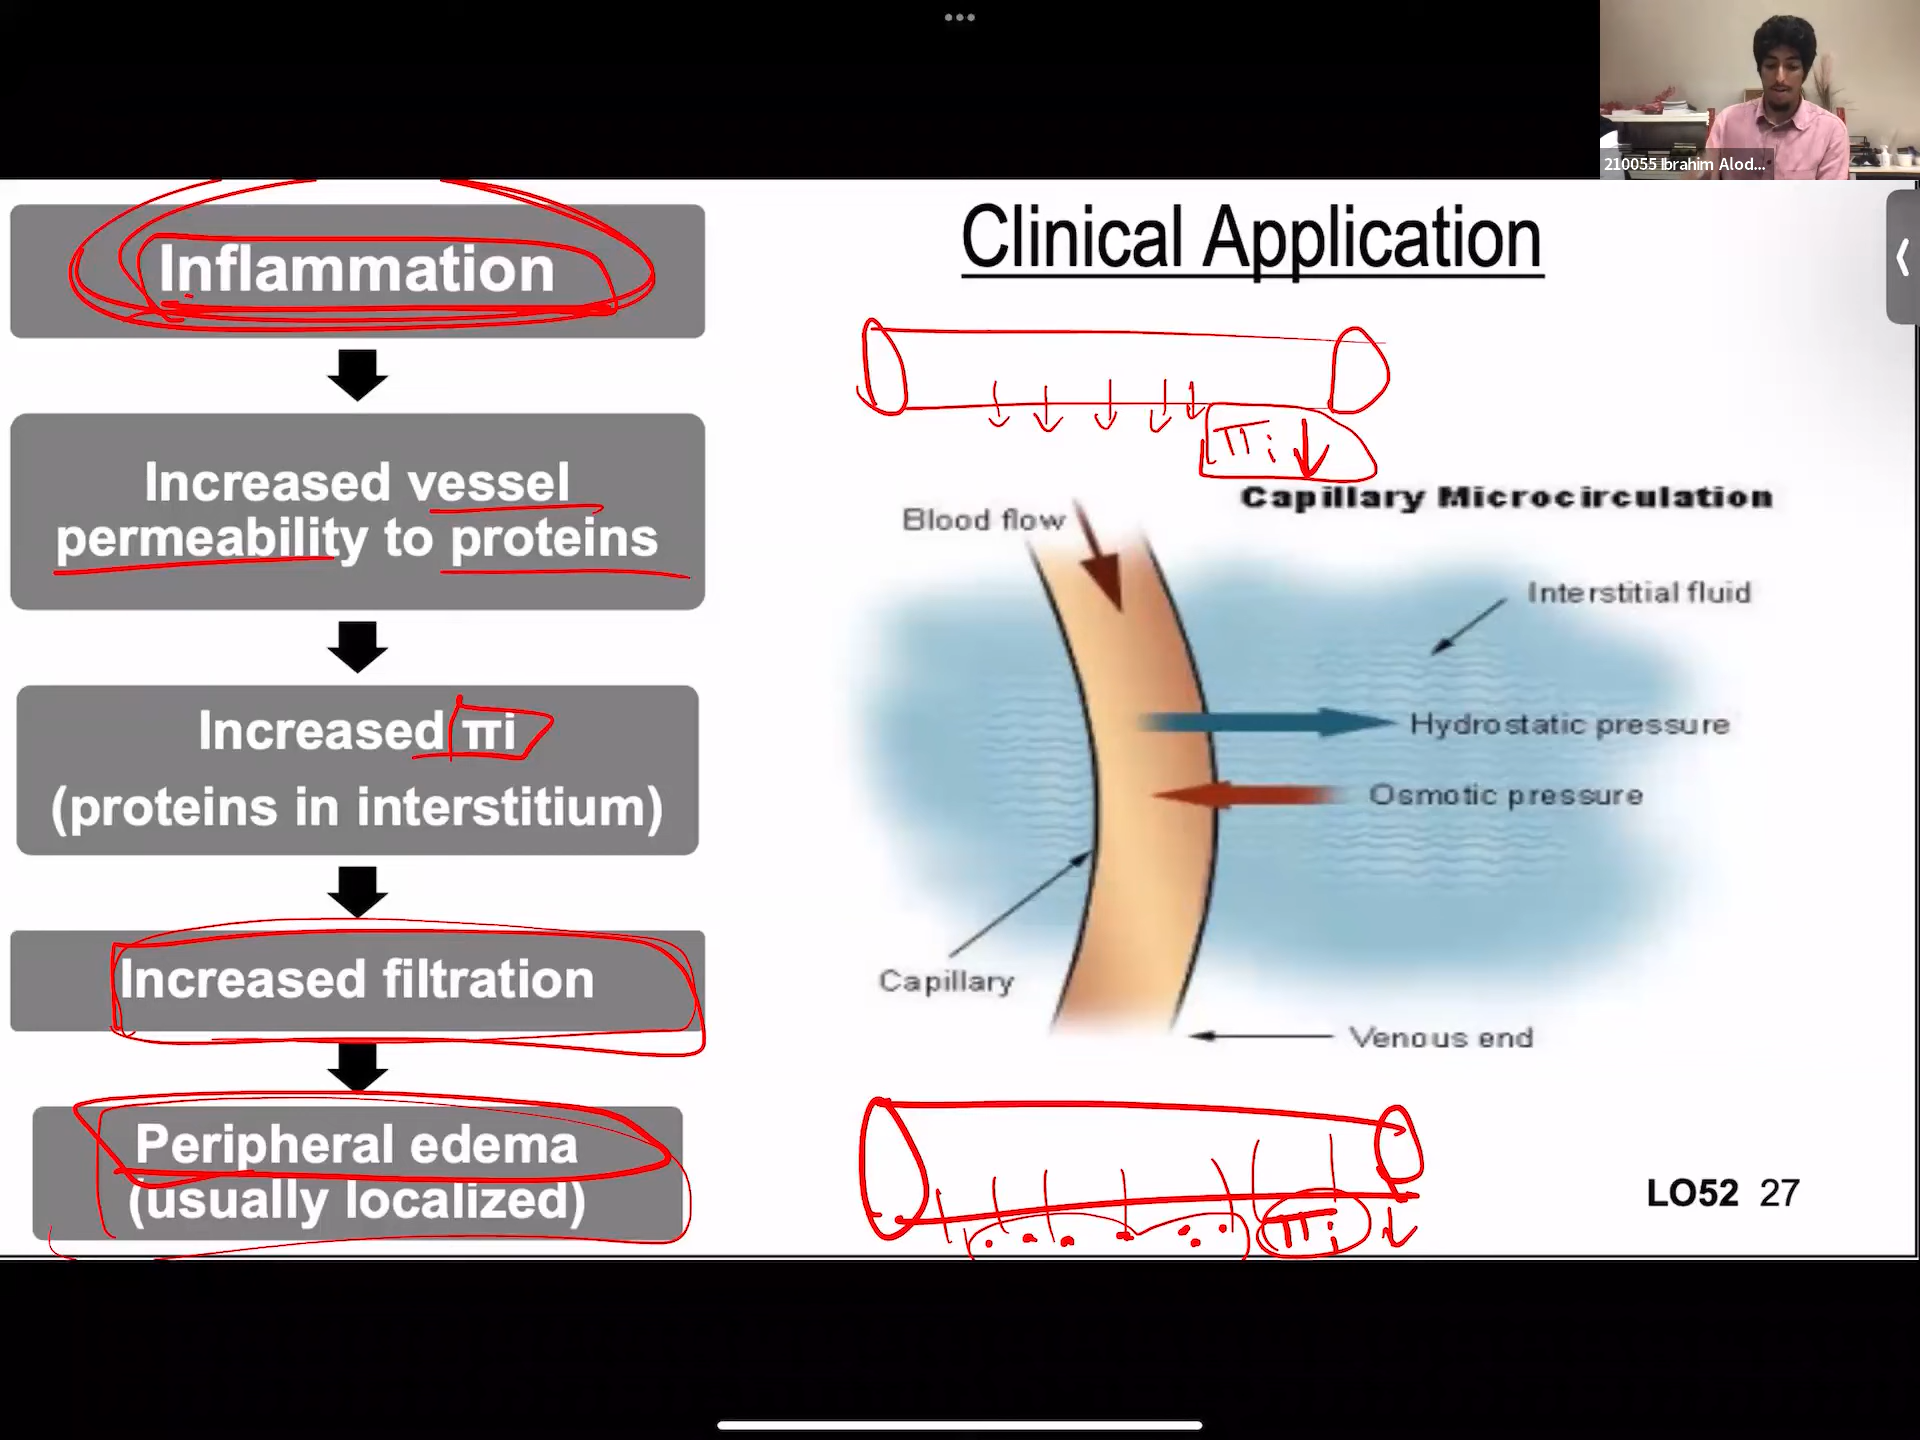 210055 Ibrahim Alod...
Clinical Application
Inflammation
Increased vessel
permeability to proteins
Increased πi
(proteins in interstitium)
Increased filtration
Peripheral edema
(usually localized)
πi ↓
Capillary Microcirculation
Blood flow
Interstitial fluid
Hydrostatic pressure
Osmotic pressure
Capillary
Venous end
πi ↓
LO52 27